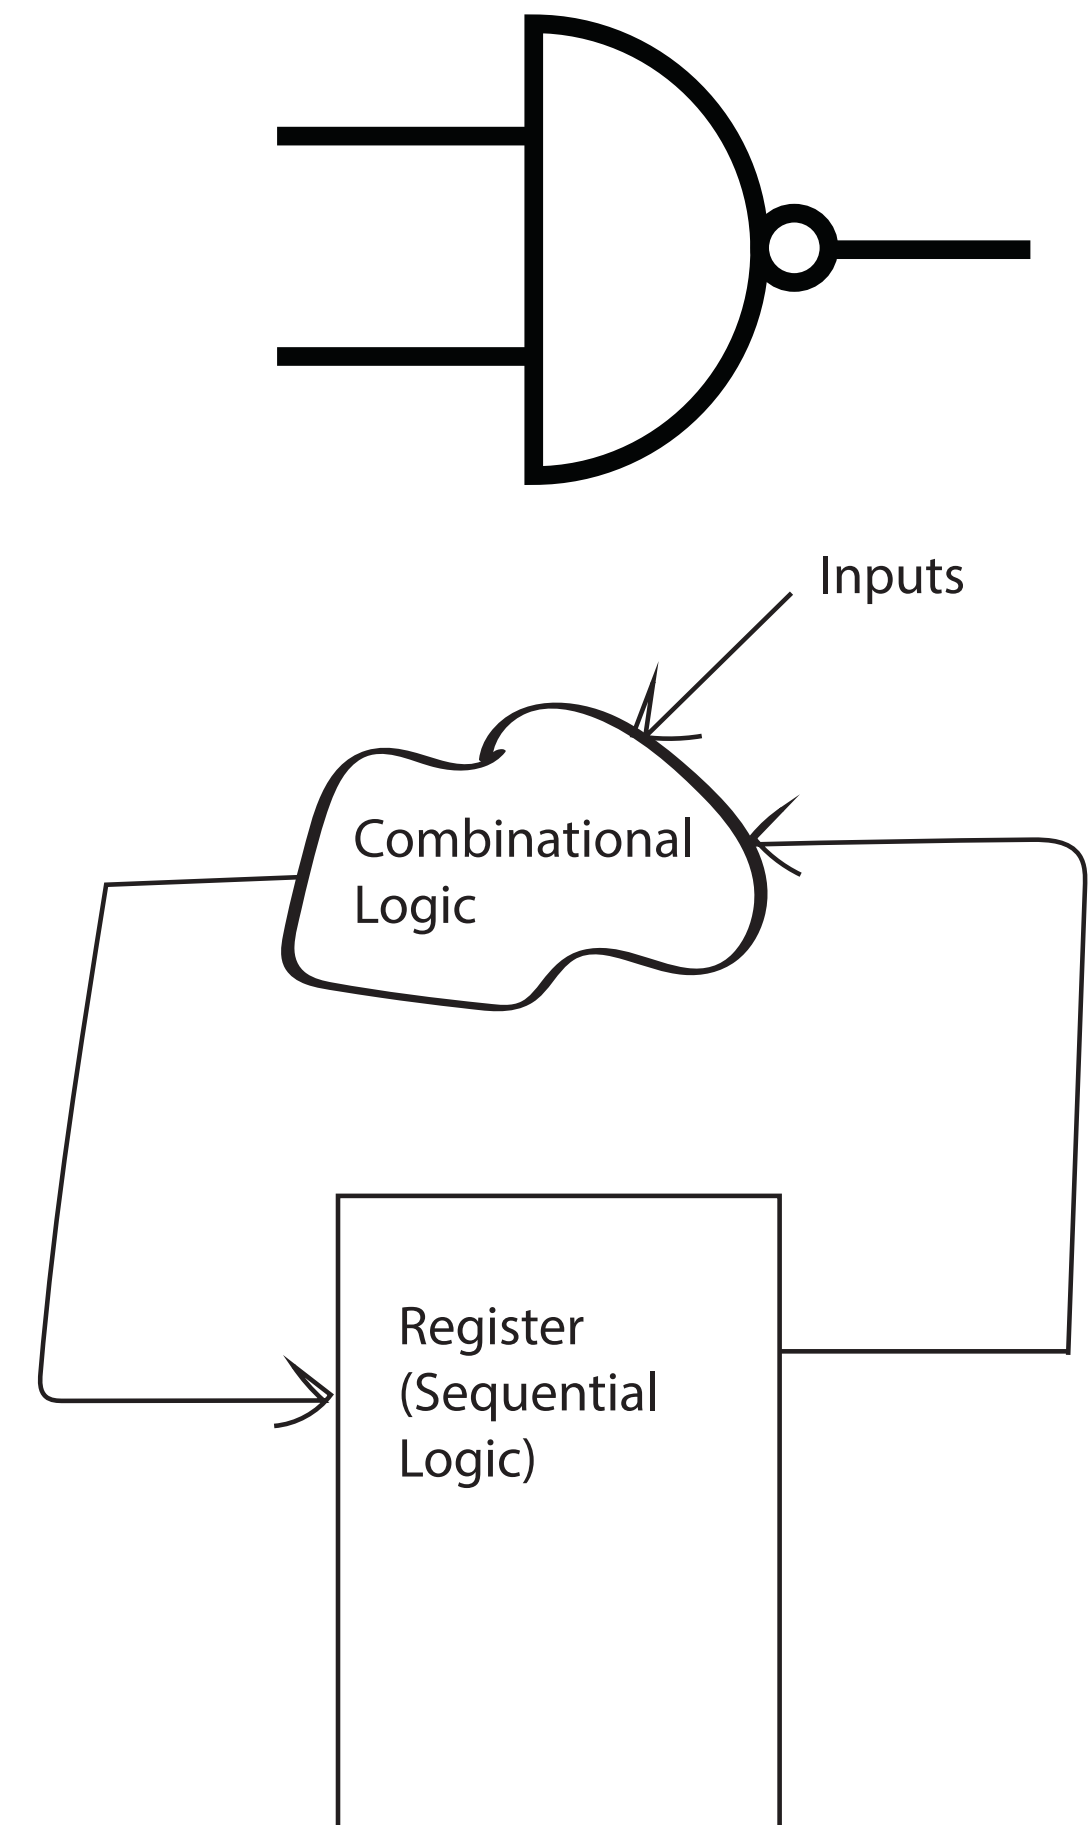 Inputs
Combinational
Logic
Register
(Sequential
Logic)